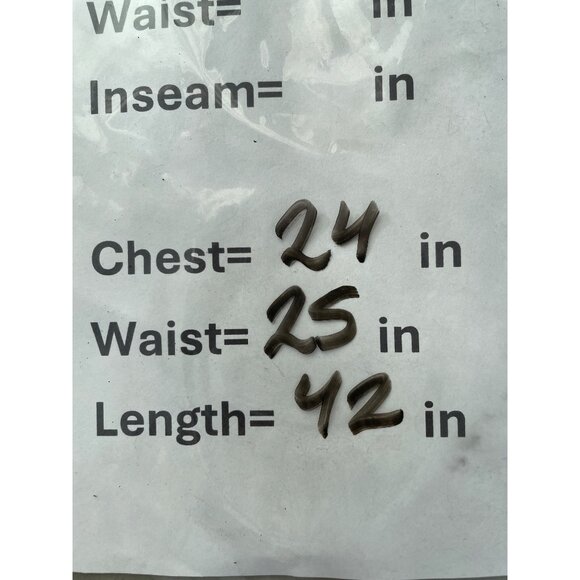 Waist= in
Inseam= in
Chest= 24 in
Waist= 25 in
Length= 42 in